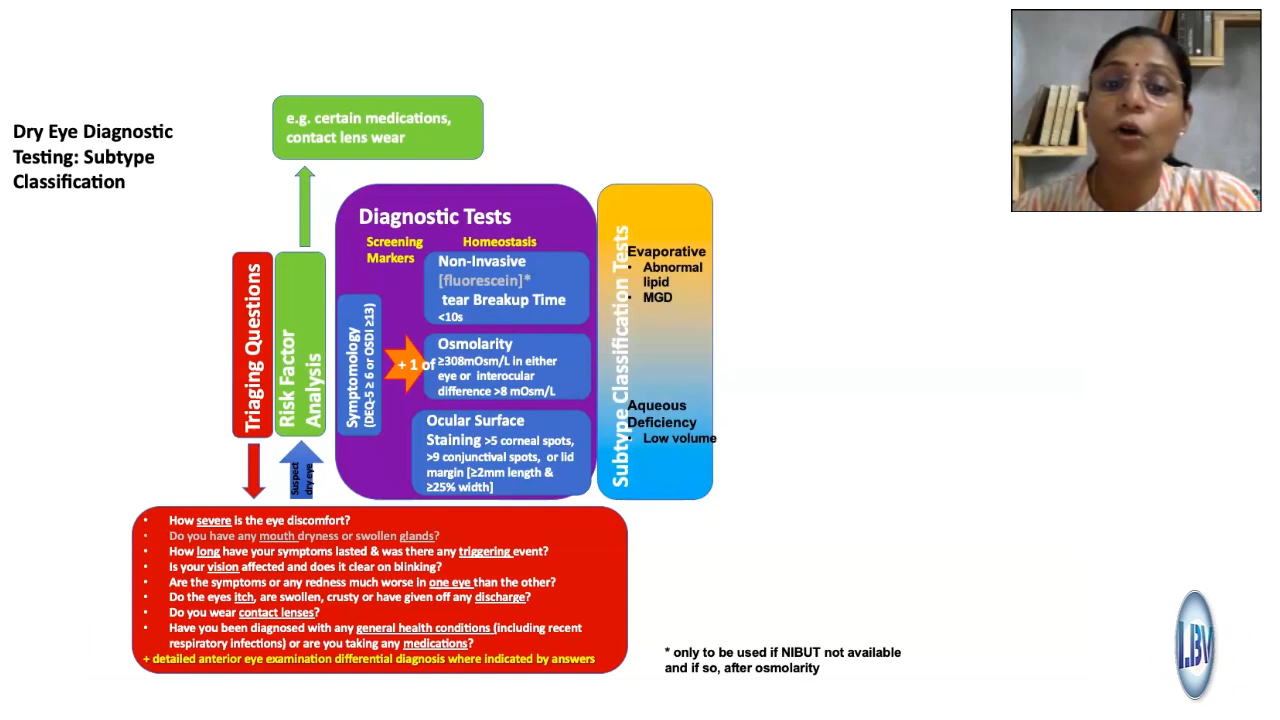 Dry Eye Diagnostic
Testing: Subtype
Classification
e.g. certain medications,
contact lens wear
Triaging Questions
Risk Factor
Analysis
Suspect
dry eye
Diagnostic Tests
Screening
Markers
Homeostasis
Symptomology
(DEQ-5 ≥ 6 or OSDI ≥13)
+ 1 of
Non-Invasive
[fluorescein]*
tear Breakup Time
<10s
Osmolarity
≥308mOsm/L in either
eye or interocular
difference >8 mOsm/L
Ocular Surface
Staining >5 corneal spots,
>9 conjunctival spots, or lid
margin [≥2mm length &
≥25% width]
Subtype Classification Tests
Evaporative
• Abnormal
lipid
• MGD
Aqueous
Deficiency
• Low volume
• How severe is the eye discomfort?
• Do you have any mouth dryness or swollen glands?
• How long have your symptoms lasted & was there any triggering event?
• Is your vision affected and does it clear on blinking?
• Are the symptoms or any redness much worse in one eye than the other?
• Do the eyes itch, are swollen, crusty or have given off any discharge?
• Do you wear contact lenses?
• Have you been diagnosed with any general health conditions (including recent
respiratory infections) or are you taking any medications?
+ detailed anterior eye examination differential diagnosis where indicated by answers
* only to be used if NIBUT not available
and if so, after osmolarity
LBV